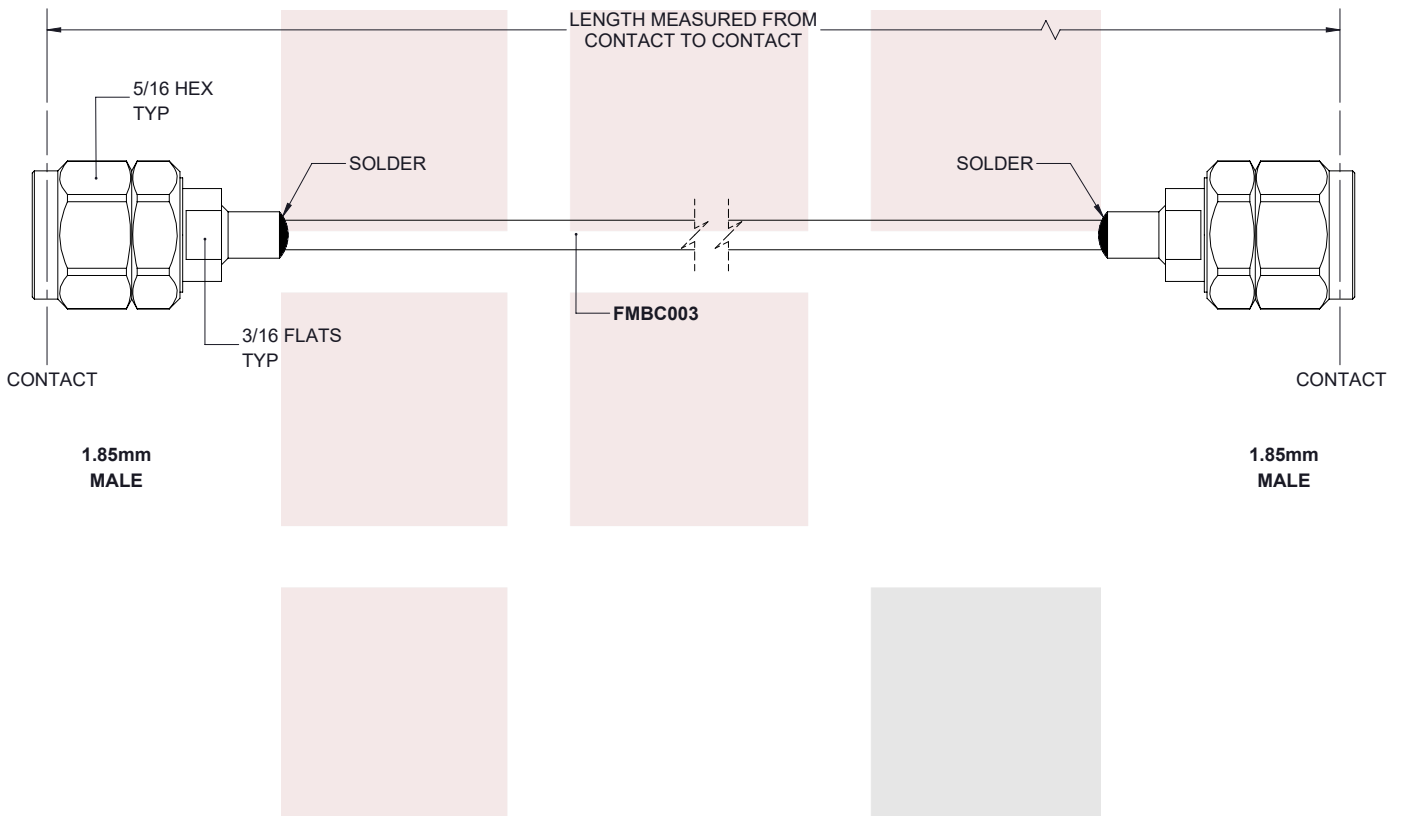 LENGTH MEASURED FROM
CONTACT TO CONTACT
5/16 HEX
TYP
SOLDER
SOLDER
FMBC003
3/16 FLATS
TYP
CONTACT
CONTACT
1.85mm
MALE
1.85mm
MALE